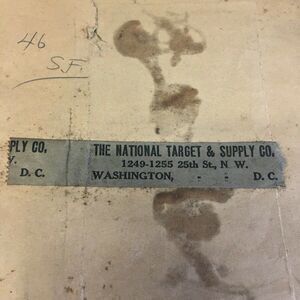 46
S.F.
PLY CO. THE NATIONAL TARGET & SUPPLY CO.
Y. 1249-1255 25th St., N. W.
D. C. WASHINGTON, - - D. C.